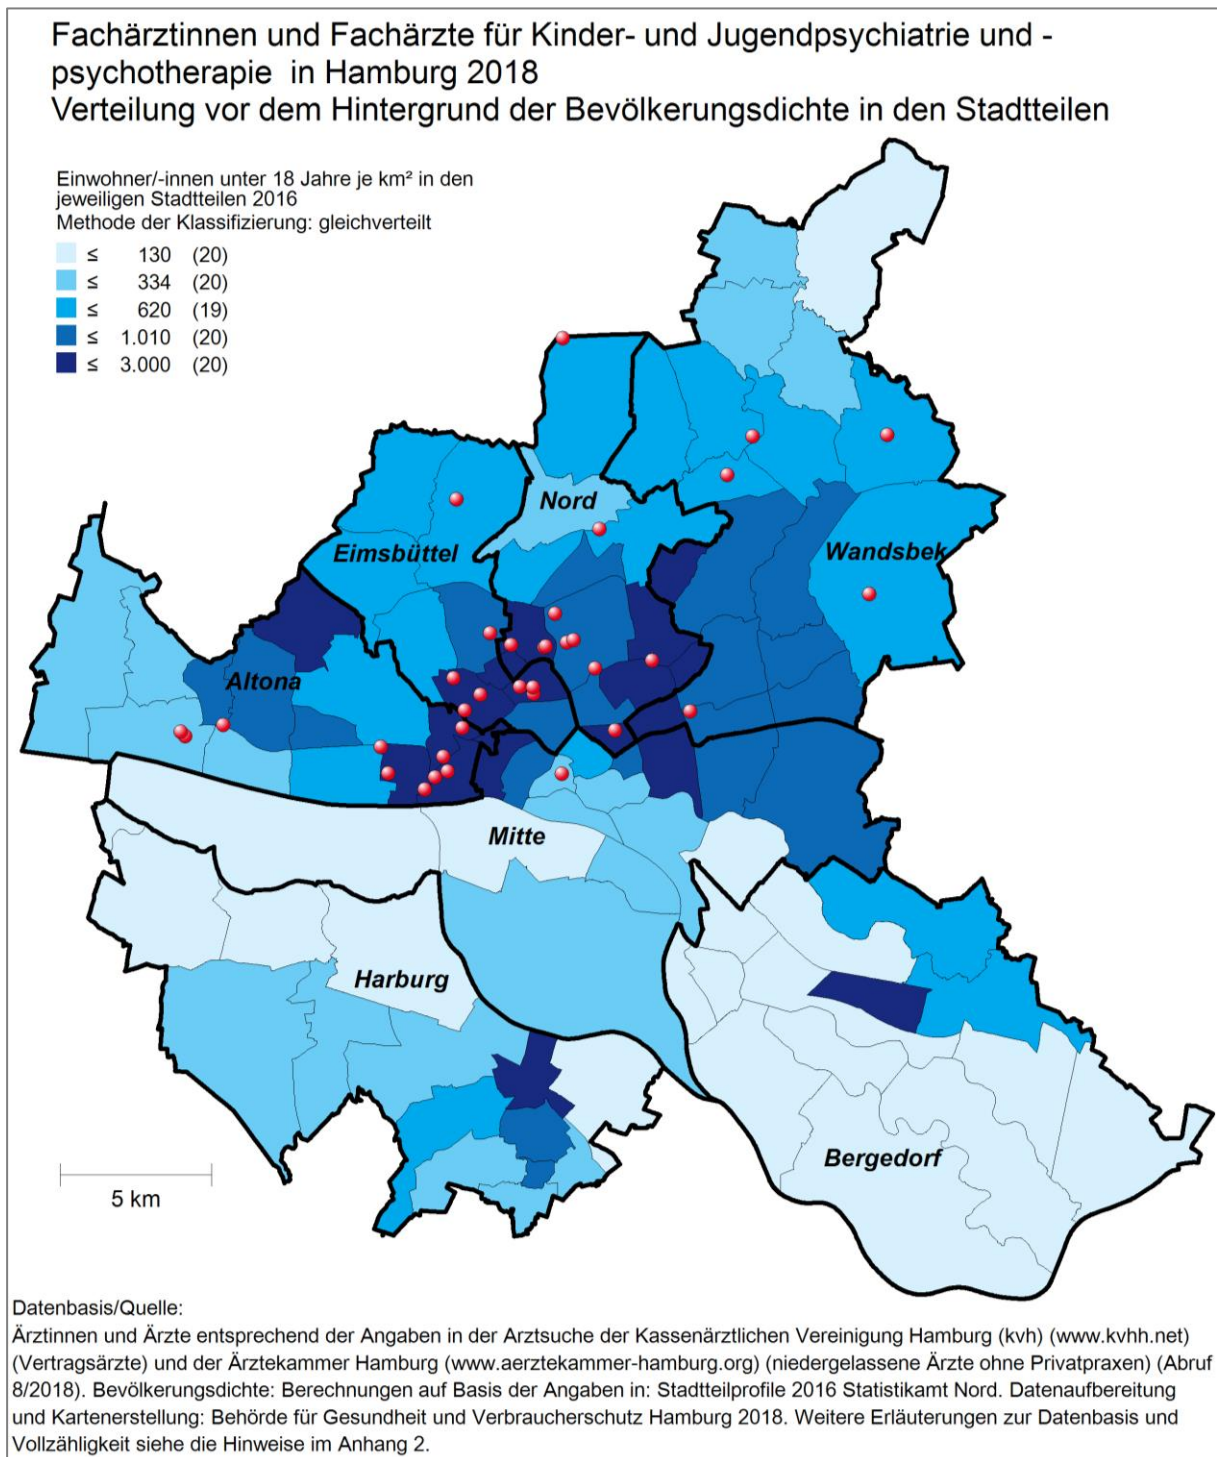 Fachärztinnen und Fachärzte für Kinder- und Jugendpsychiatrie und -
psychotherapie in Hamburg 2018
Verteilung vor dem Hintergrund der Bevölkerungsdichte in den Stadtteilen
Einwohner/-innen unter 18 Jahre je km² in den
jeweiligen Stadtteilen 2016
Methode der Klassifizierung: gleichverteilt
≤ 130 (20)
≤ 334 (20)
≤ 620 (19)
≤ 1.010 (20)
≤ 3.000 (20)
Nord
Eimsbüttel
Wandsbek
Altona
Mitte
Harburg
Bergedorf
5 km
Datenbasis/Quelle:
Ärztinnen und Ärzte entsprechend der Angaben in der Arztsuche der Kassenärztlichen Vereinigung Hamburg (kvh) (www.kvhh.net)
(Vertragsärzte) und der Ärztekammer Hamburg (www.aerztekammer-hamburg.org) (niedergelassene Ärzte ohne Privatpraxen) (Abruf
8/2018). Bevölkerungsdichte: Berechnungen auf Basis der Angaben in: Stadtteilprofile 2016 Statistikamt Nord. Datenaufbereitung
und Kartenerstellung: Behörde für Gesundheit und Verbraucherschutz Hamburg 2018. Weitere Erläuterungen zur Datenbasis und
Vollzähligkeit siehe die Hinweise im Anhang 2.